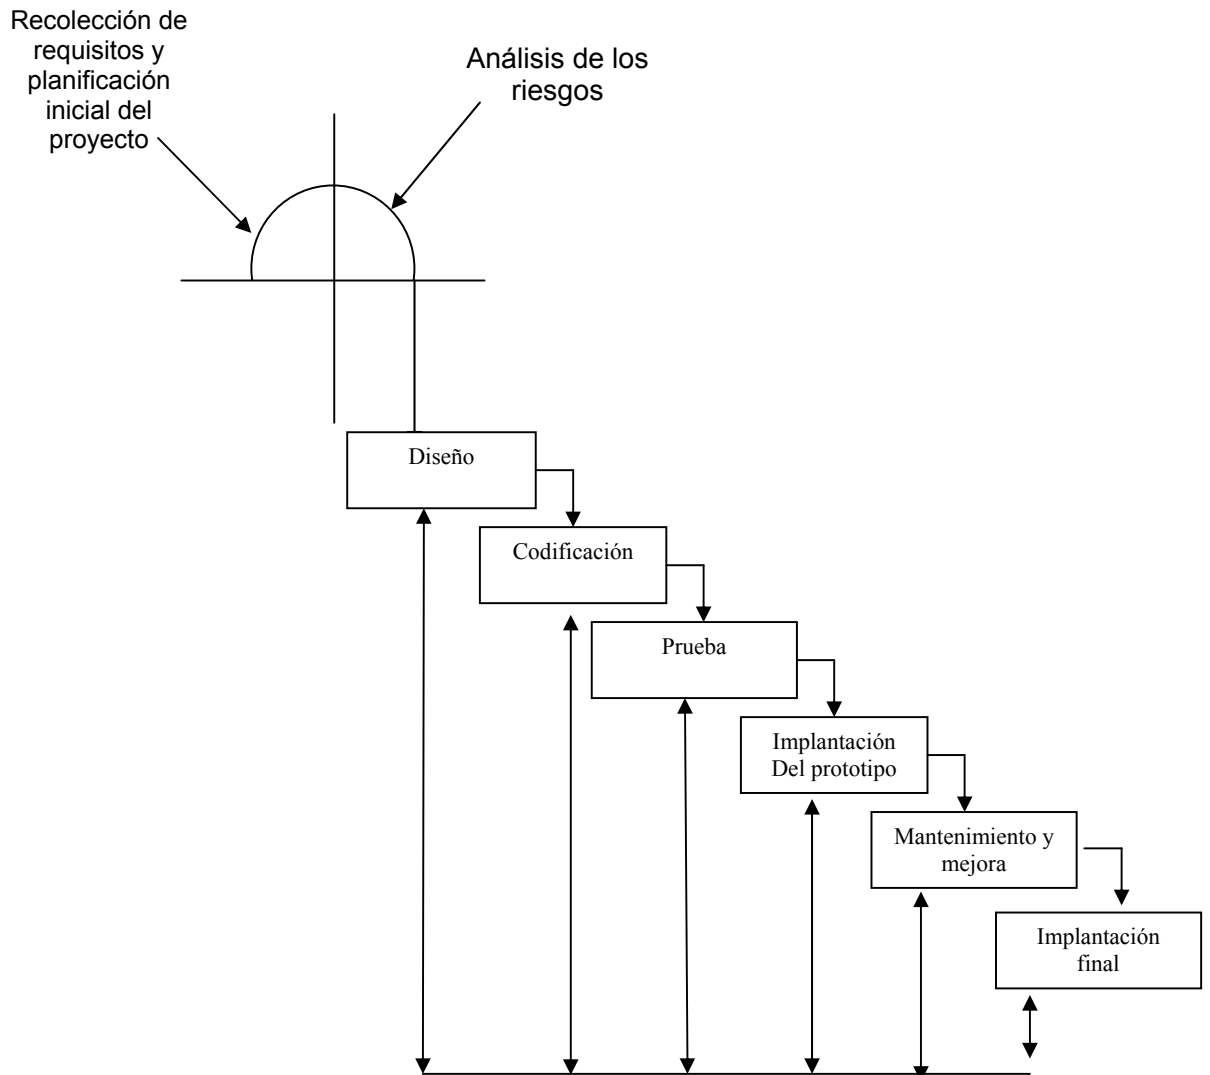 Recolección de
requisitos y
planificación
inicial del
proyecto
Análisis de los
riesgos
Diseño
Codificación
Prueba
Implantación
Del prototipo
Mantenimiento y
mejora
Implantación
final